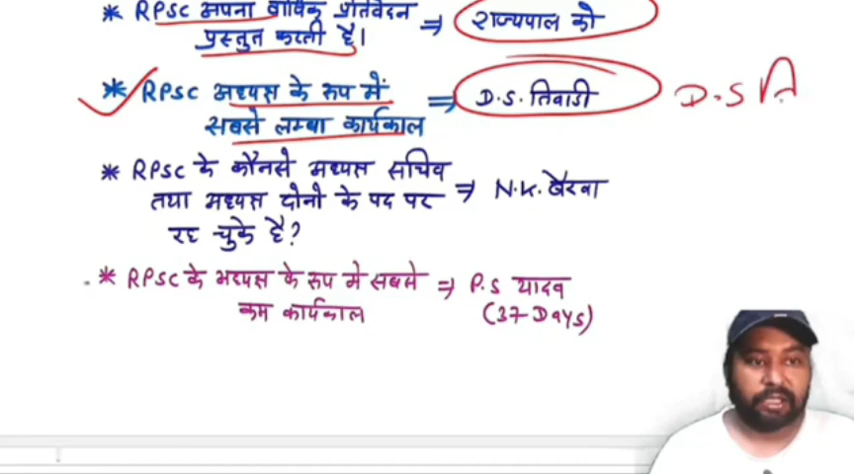 * RPSC अपना वार्षिक प्रतिवेदन ⇒ राज्यपाल को
प्रस्तुत करती है।
* RPSC अध्यक्ष के रूप में ⇒ D.S. तिवाडी D.S ति
सबसे लम्बा कार्यकाल
* RPSC के कौनसे अध्यक्ष सचिव
तथा अध्यक्ष दोनो के पद पर ⇒ N.K. बैरवा
रह चुके है?
* RPSC के अध्यक्ष के रूप में सबसे ⇒ P.S यादव
कम कार्यकाल (37 Days)